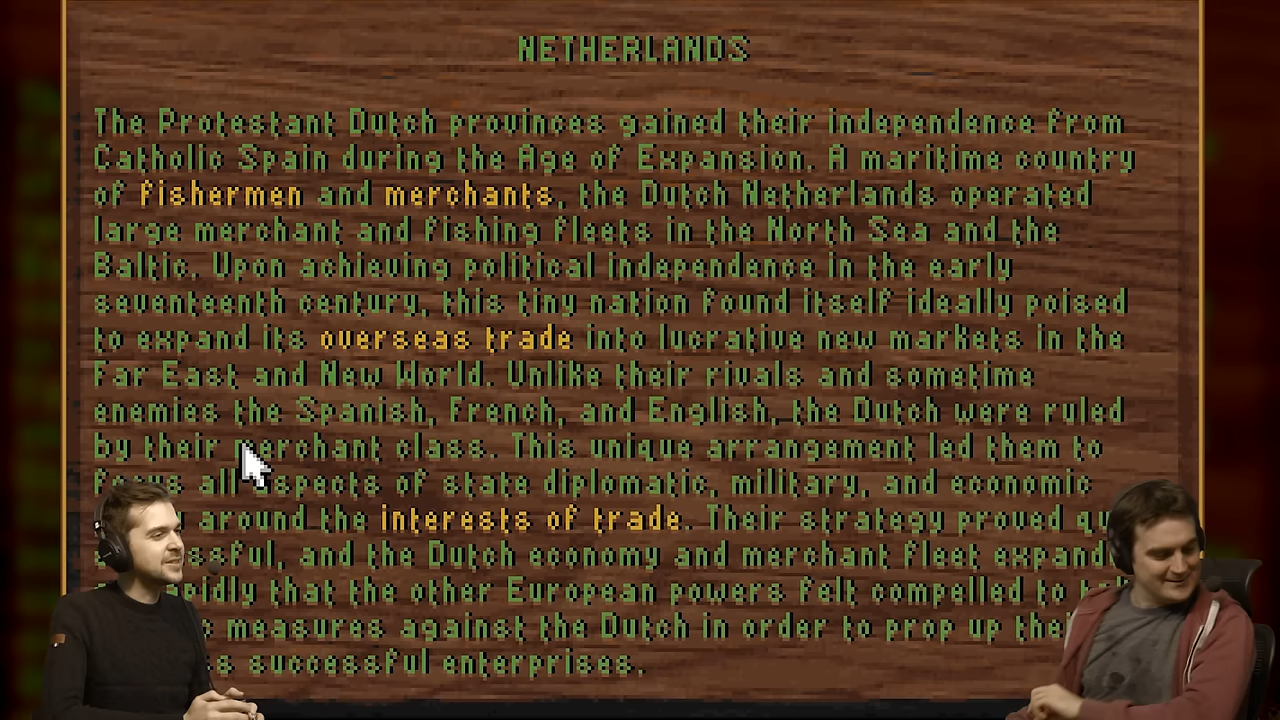 NETHERLANDS
The Protestant Dutch provinces gained their independence from
Catholic Spain during the Age of Expansion. A maritime country
of fishermen and merchants, the Dutch Netherlands operated
large merchant and fishing fleets in the North Sea and the
Baltic. Upon achieving political independence in the early
seventeenth century, this tiny nation found itself ideally poised
to expand its overseas trade into lucrative new markets in the
Far East and New World. Unlike their rivals and sometime
enemies the Spanish, French, and English, the Dutch were ruled
by their merchant class. This unique arrangement led them to
focus all aspects of state diplomatic, military, and economic
around the interests of trade. Their strategy proved
and the Dutch economy and merchant fleet
that the other European powers felt compelled to
measures against the Dutch in order to prop up
successful enterprises.